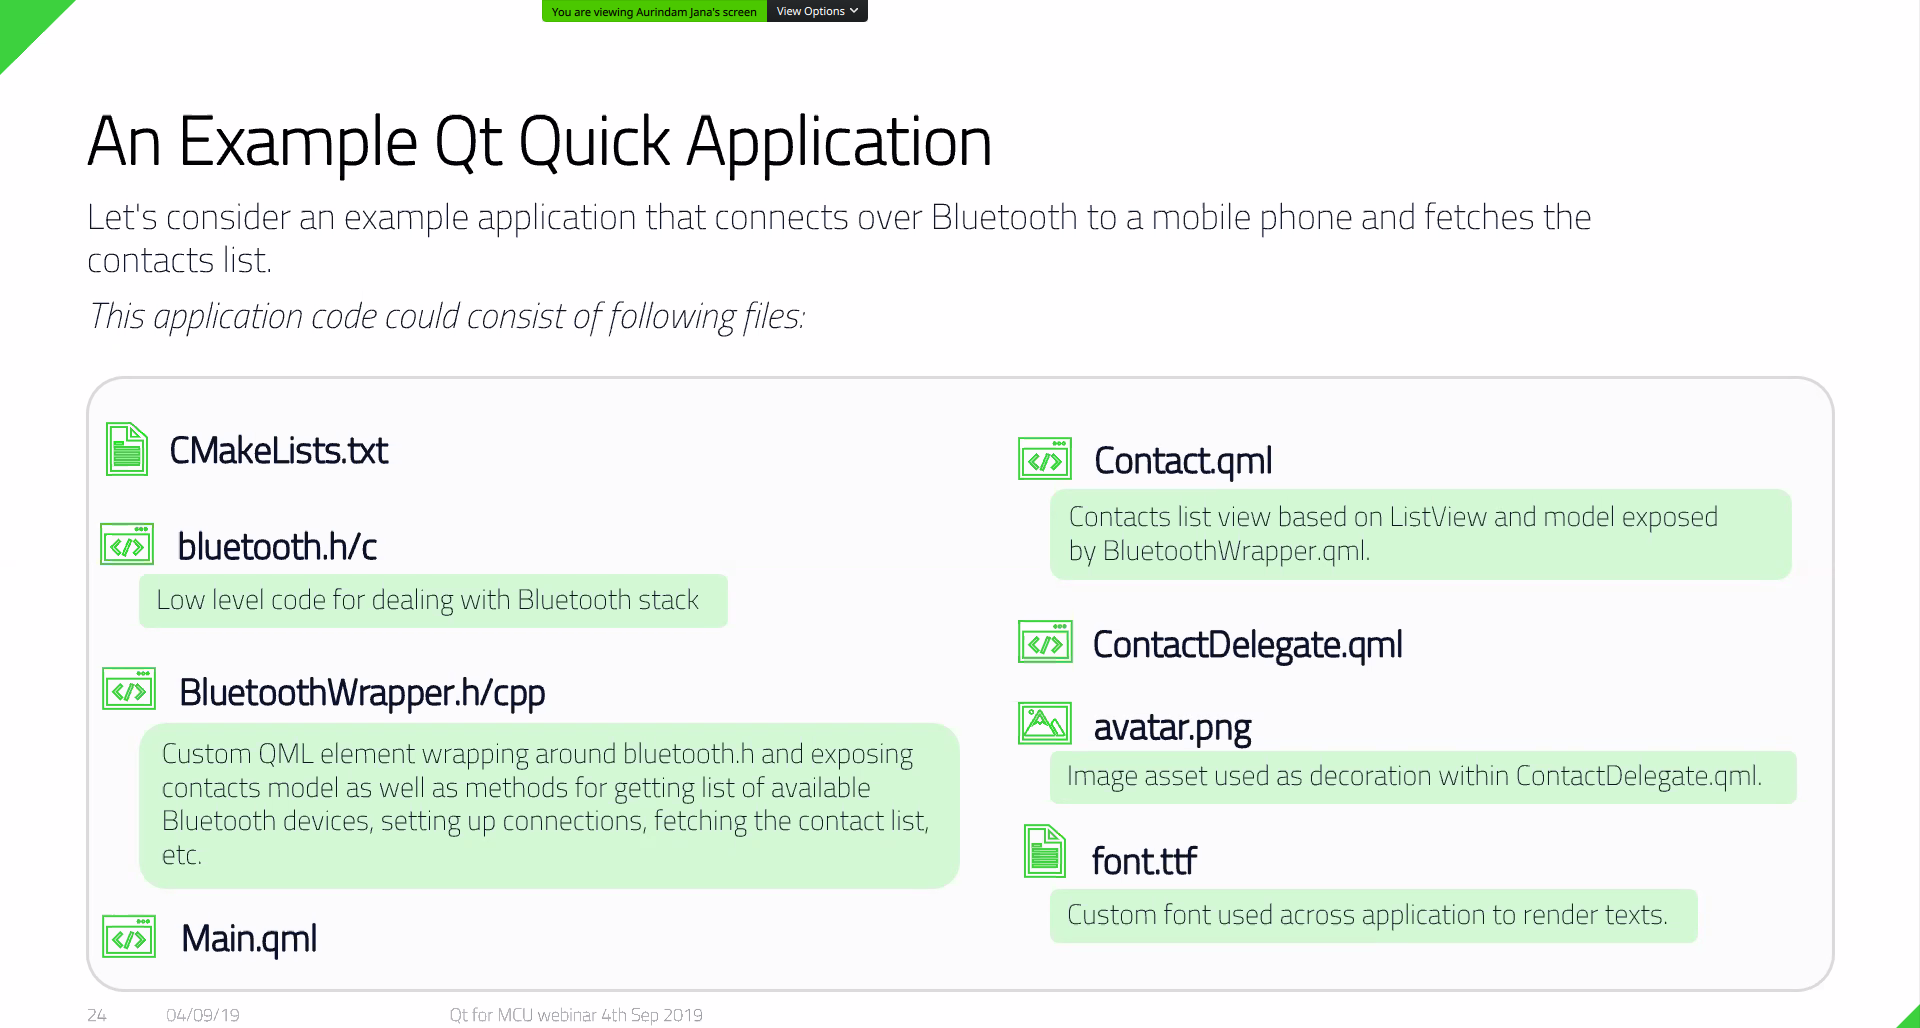 You are viewing Aurindam Jana's screen View Options
An Example Qt Quick Application
Let's consider an example application that connects over Bluetooth to a mobile phone and fetches the
contacts list.
This application code could consist of following files:
CMakeLists.txt
bluetooth.h/c
Low level code for dealing with Bluetooth stack
BluetoothWrapper.h/cpp
Custom QML element wrapping around bluetooth.h and exposing
contacts model as well as methods for getting list of available
Bluetooth devices, setting up connections, fetching the contact list,
etc.
Main.qml
Contact.qml
Contacts list view based on ListView and model exposed
by BluetoothWrapper.qml.
ContactDelegate.qml
avatar.png
Image asset used as decoration within ContactDelegate.qml.
font.ttf
Custom font used across application to render texts.
24 04/09/19 Qt for MCU webinar 4th Sep 2019